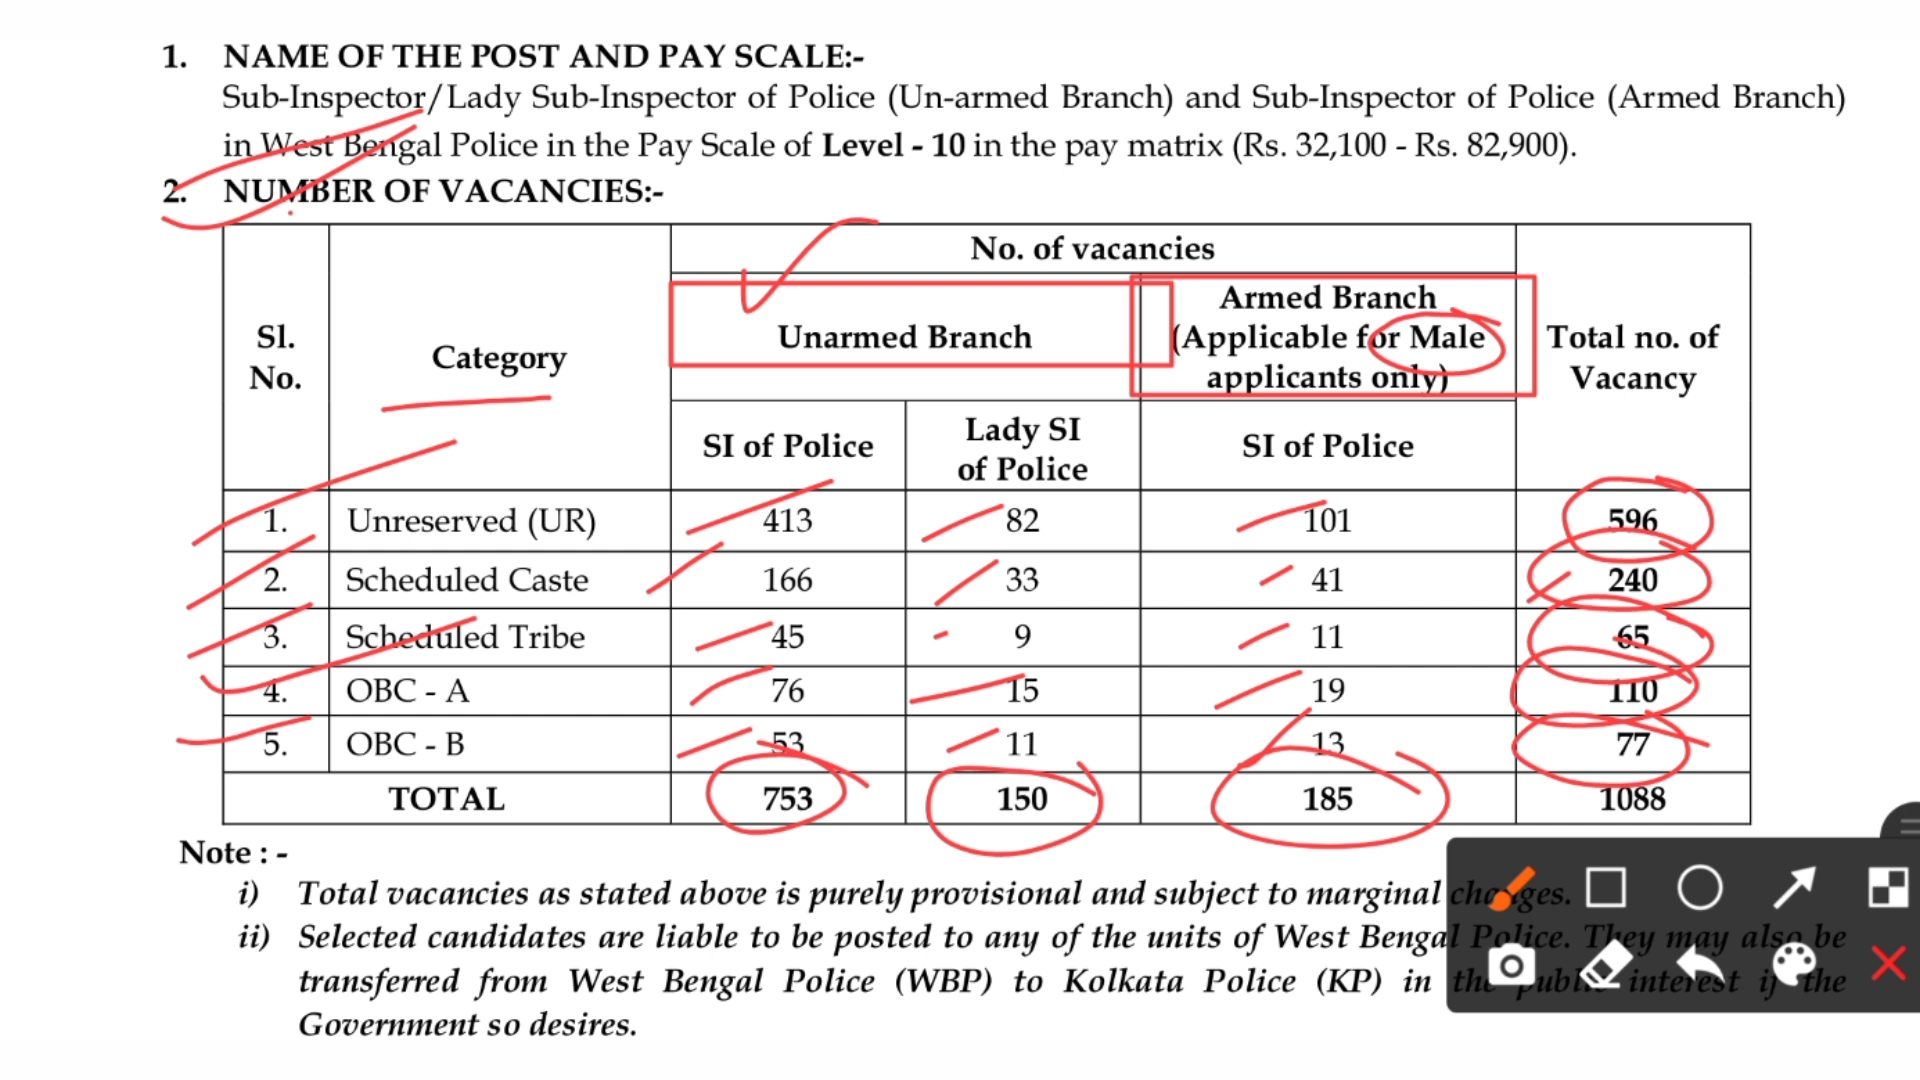 1. NAME OF THE POST AND PAY SCALE:-
Sub-Inspector/Lady Sub-Inspector of Police (Un-armed Branch) and Sub-Inspector of Police (Armed Branch)
in West Bengal Police in the Pay Scale of Level - 10 in the pay matrix (Rs. 32,100 - Rs. 82,900).
2. NUMBER OF VACANCIES:-
Sl. No. Category No. of vacancies Total no. of Vacancy
Unarmed Branch Armed Branch (Applicable for Male applicants only)
SI of Police Lady SI of Police SI of Police
1. Unreserved (UR) 413 82 101 596
2. Scheduled Caste 166 33 41 240
3. Scheduled Tribe 45 9 11 65
4. OBC - A 76 15 19 110
5. OBC - B 53 11 13 77
TOTAL 753 150 185 1088
Note : -
i) Total vacancies as stated above is purely provisional and subject to marginal changes.
ii) Selected candidates are liable to be posted to any of the units of West Bengal Police. They may also be
transferred from West Bengal Police (WBP) to Kolkata Police (KP) in the public interest if the
Government so desires.